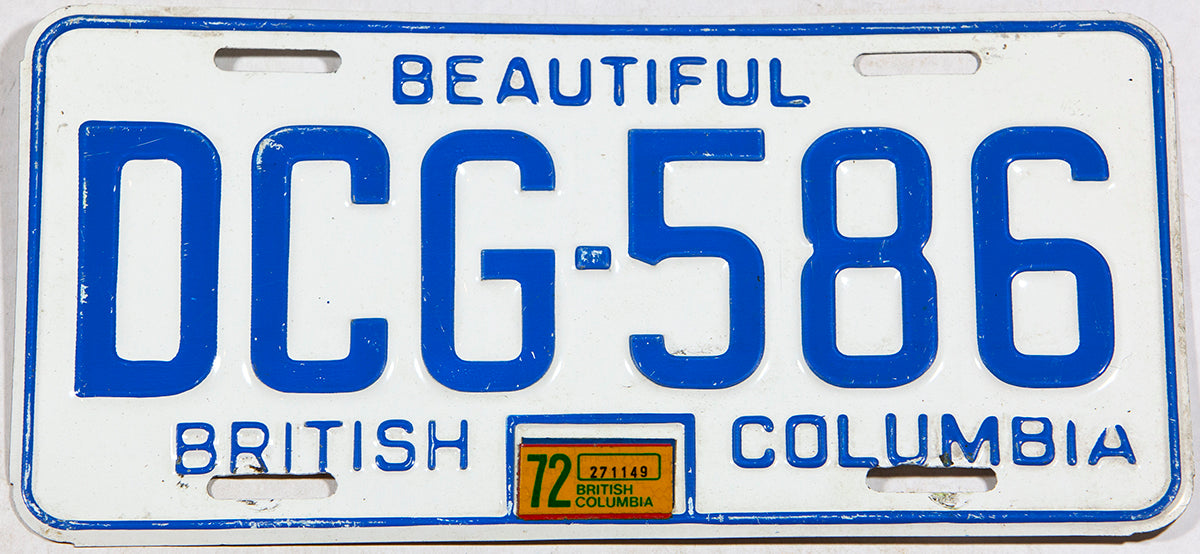 BEAUTIFUL
DCG-586
BRITISH COLUMBIA
72 271149
BRITISH
COLUMBIA